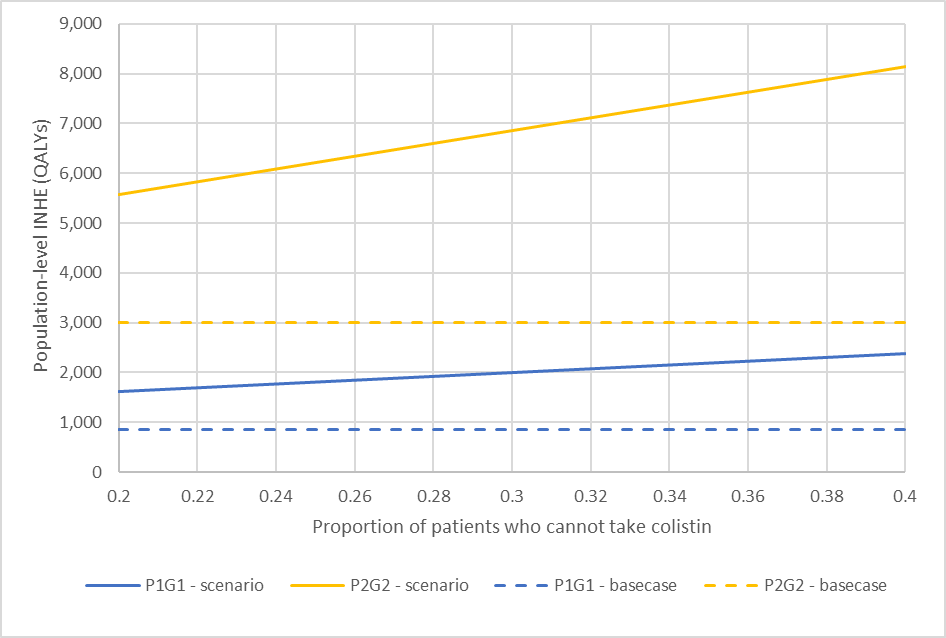 9,000
8,000
7,000
6,000
5,000
4,000
3,000
2,000
1,000
0
Population-level INHE (QALYs)
0.2 0.22 0.24 0.26 0.28 0.3 0.32 0.34 0.36 0.38 0.4
Proportion of patients who cannot take colistin
P1G1 - scenario P2G2 - scenario P1G1 - basecase P2G2 - basecase